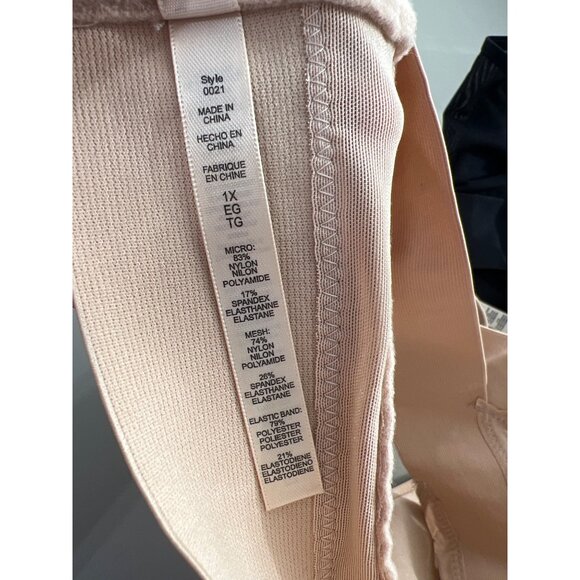 Style
0021
MADE IN
CHINA
HECHO EN
CHINA
FABRIQUE
EN CHINE
1X
EG
TG
MICRO:
83%
NYLON
NILON
POLYAMIDE
17%
SPANDEX
ELASTHANNE
ELASTANE
MESH:
74%
NYLON
NILON
POLYAMIDE
26%
SPANDEX
ELASTHANNE
ELASTANE
ELASTIC BAND:
79%
POLYESTER
POLIESTER
POLYESTER
21%
ELASTODIENE
ELASTODIENO
ELASTODIENE